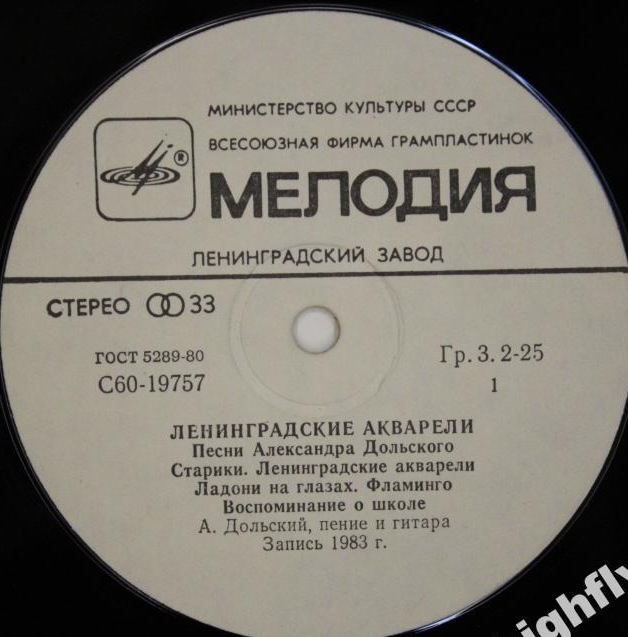 МИНИСТЕРСТВО КУЛЬТУРЫ СССР
ВСЕСОЮЗНАЯ ФИРМА ГРАМПЛАСТИНОК
®
МЕЛОДИЯ
ЛЕНИНГРАДСКИЙ ЗАВОД
СТЕРЕО 33
ГОСТ 5289-80 Гр. 3. 2-25
С60-19757 1
ЛЕНИНГРАДСКИЕ АКВАРЕЛИ
Песни Александра Дольского
Старики. Ленинградские акварели
Ладони на глазах. Фламинго
Воспоминание о школе
А. Дольский, пение и гитара
Запись 1983 г.
ighfly